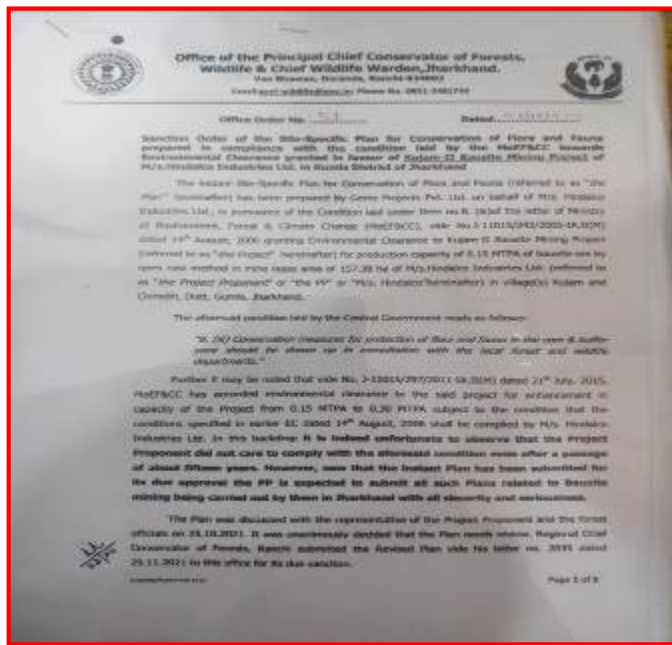 Office of the Principal Chief Conservator of Forests,
Wildlife & Chief Wildlife Warden, Jharkhand.
Van Bhawan, Doranda, Ranchi-834002
Office Order No. 51 Dated
Sanction Order of the Site-Specific Plan for Conservation of Flora and Fauna
prepared in compliance with the condition laid by the MoEF&CC towards
Environmental Clearance granted in favour of Kujam-II Bauxite Mining Project of
M/s.Hindalco Industries Ltd. in Gumla District of Jharkhand
The instant Site-Specific Plan for Conservation of Flora and Fauna (referred to as "the
Plan" hereinafter) has been prepared by Geeta Projects Pvt. Ltd. on behalf of M/s. Hindalco
Industries Ltd., in pursuance of the Condition laid under Item no.B. of the letter of Ministry
of Environment, Forest & Climate Change (MoEF&CC), vide No.
dated 14th August, 2006 granting Environmental Clearance to Kujam-II Bauxite Mining Project
(referred to as "the Project" hereinafter) for production capacity of 0.15 MTPA of bauxite ore by
open cast method in mine lease area of 157.38 ha of M/s.Hindalco Industries Ltd. (referred to
as "the Project Proponent" or "the PP" or "M/s. Hindalco"hereinafter) in village(s) Kujam and
Distt. Gumla, Jharkhand.
The aforesaid condition laid by the Central Government reads as follows:
Conservation measures for protection of flora and fauna in the core & buffer
zone should be drawn up in consultation with the local forest and wildlife
departments."
Further it may be noted that vide No. J-11015/297/2011-IA.II(M) dated 21st July, 2015,
MoEF&CC has accorded environmental clearance to the said project for enhancement in
capacity of the Project from 0.15 MTPA to 0.30 MTPA subject to the condition that the
conditions specified in earlier EC dated 14th August, 2006 shall be complied by M/s. Hindalco
Industries Ltd. In this backdrop it is indeed unfortunate to observe that the Project
Proponent did not care to comply with the aforesaid condition even after a passage
of about fifteen years. However, now that the instant Plan has been submitted for
its due approval the PP is expected to submit all such Plans related to Bauxite
mining being carried out by them in Jharkhand with all sincerity and seriousness.
The Plan was discussed with the representative of the Project Proponent and the forest
officials on 25.10.2021. It was unanimously decided that the Plan needs review. Regional Chief
Conservator of Forests, Ranchi submitted the Revised Plan vide his letter no. dated
25.11.2021 to this office for its due sanction.
Page 1 of 5